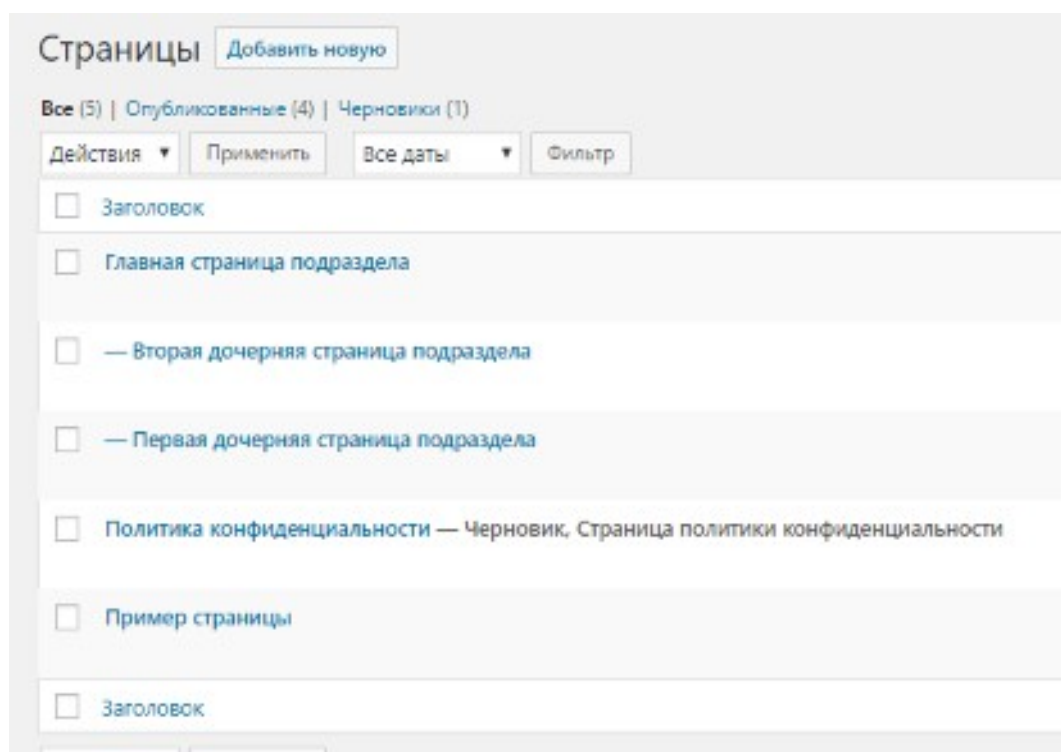 Страницы Добавить новую
Все (5) | Опубликованные (4) | Черновики (1)
Действия Применить Все даты Фильтр
Заголовок
Главная страница подраздела
— Вторая дочерняя страница подраздела
— Первая дочерняя страница подраздела
Политика конфиденциальности — Черновик, Страница политики конфиденциальности
Пример страницы
Заголовок